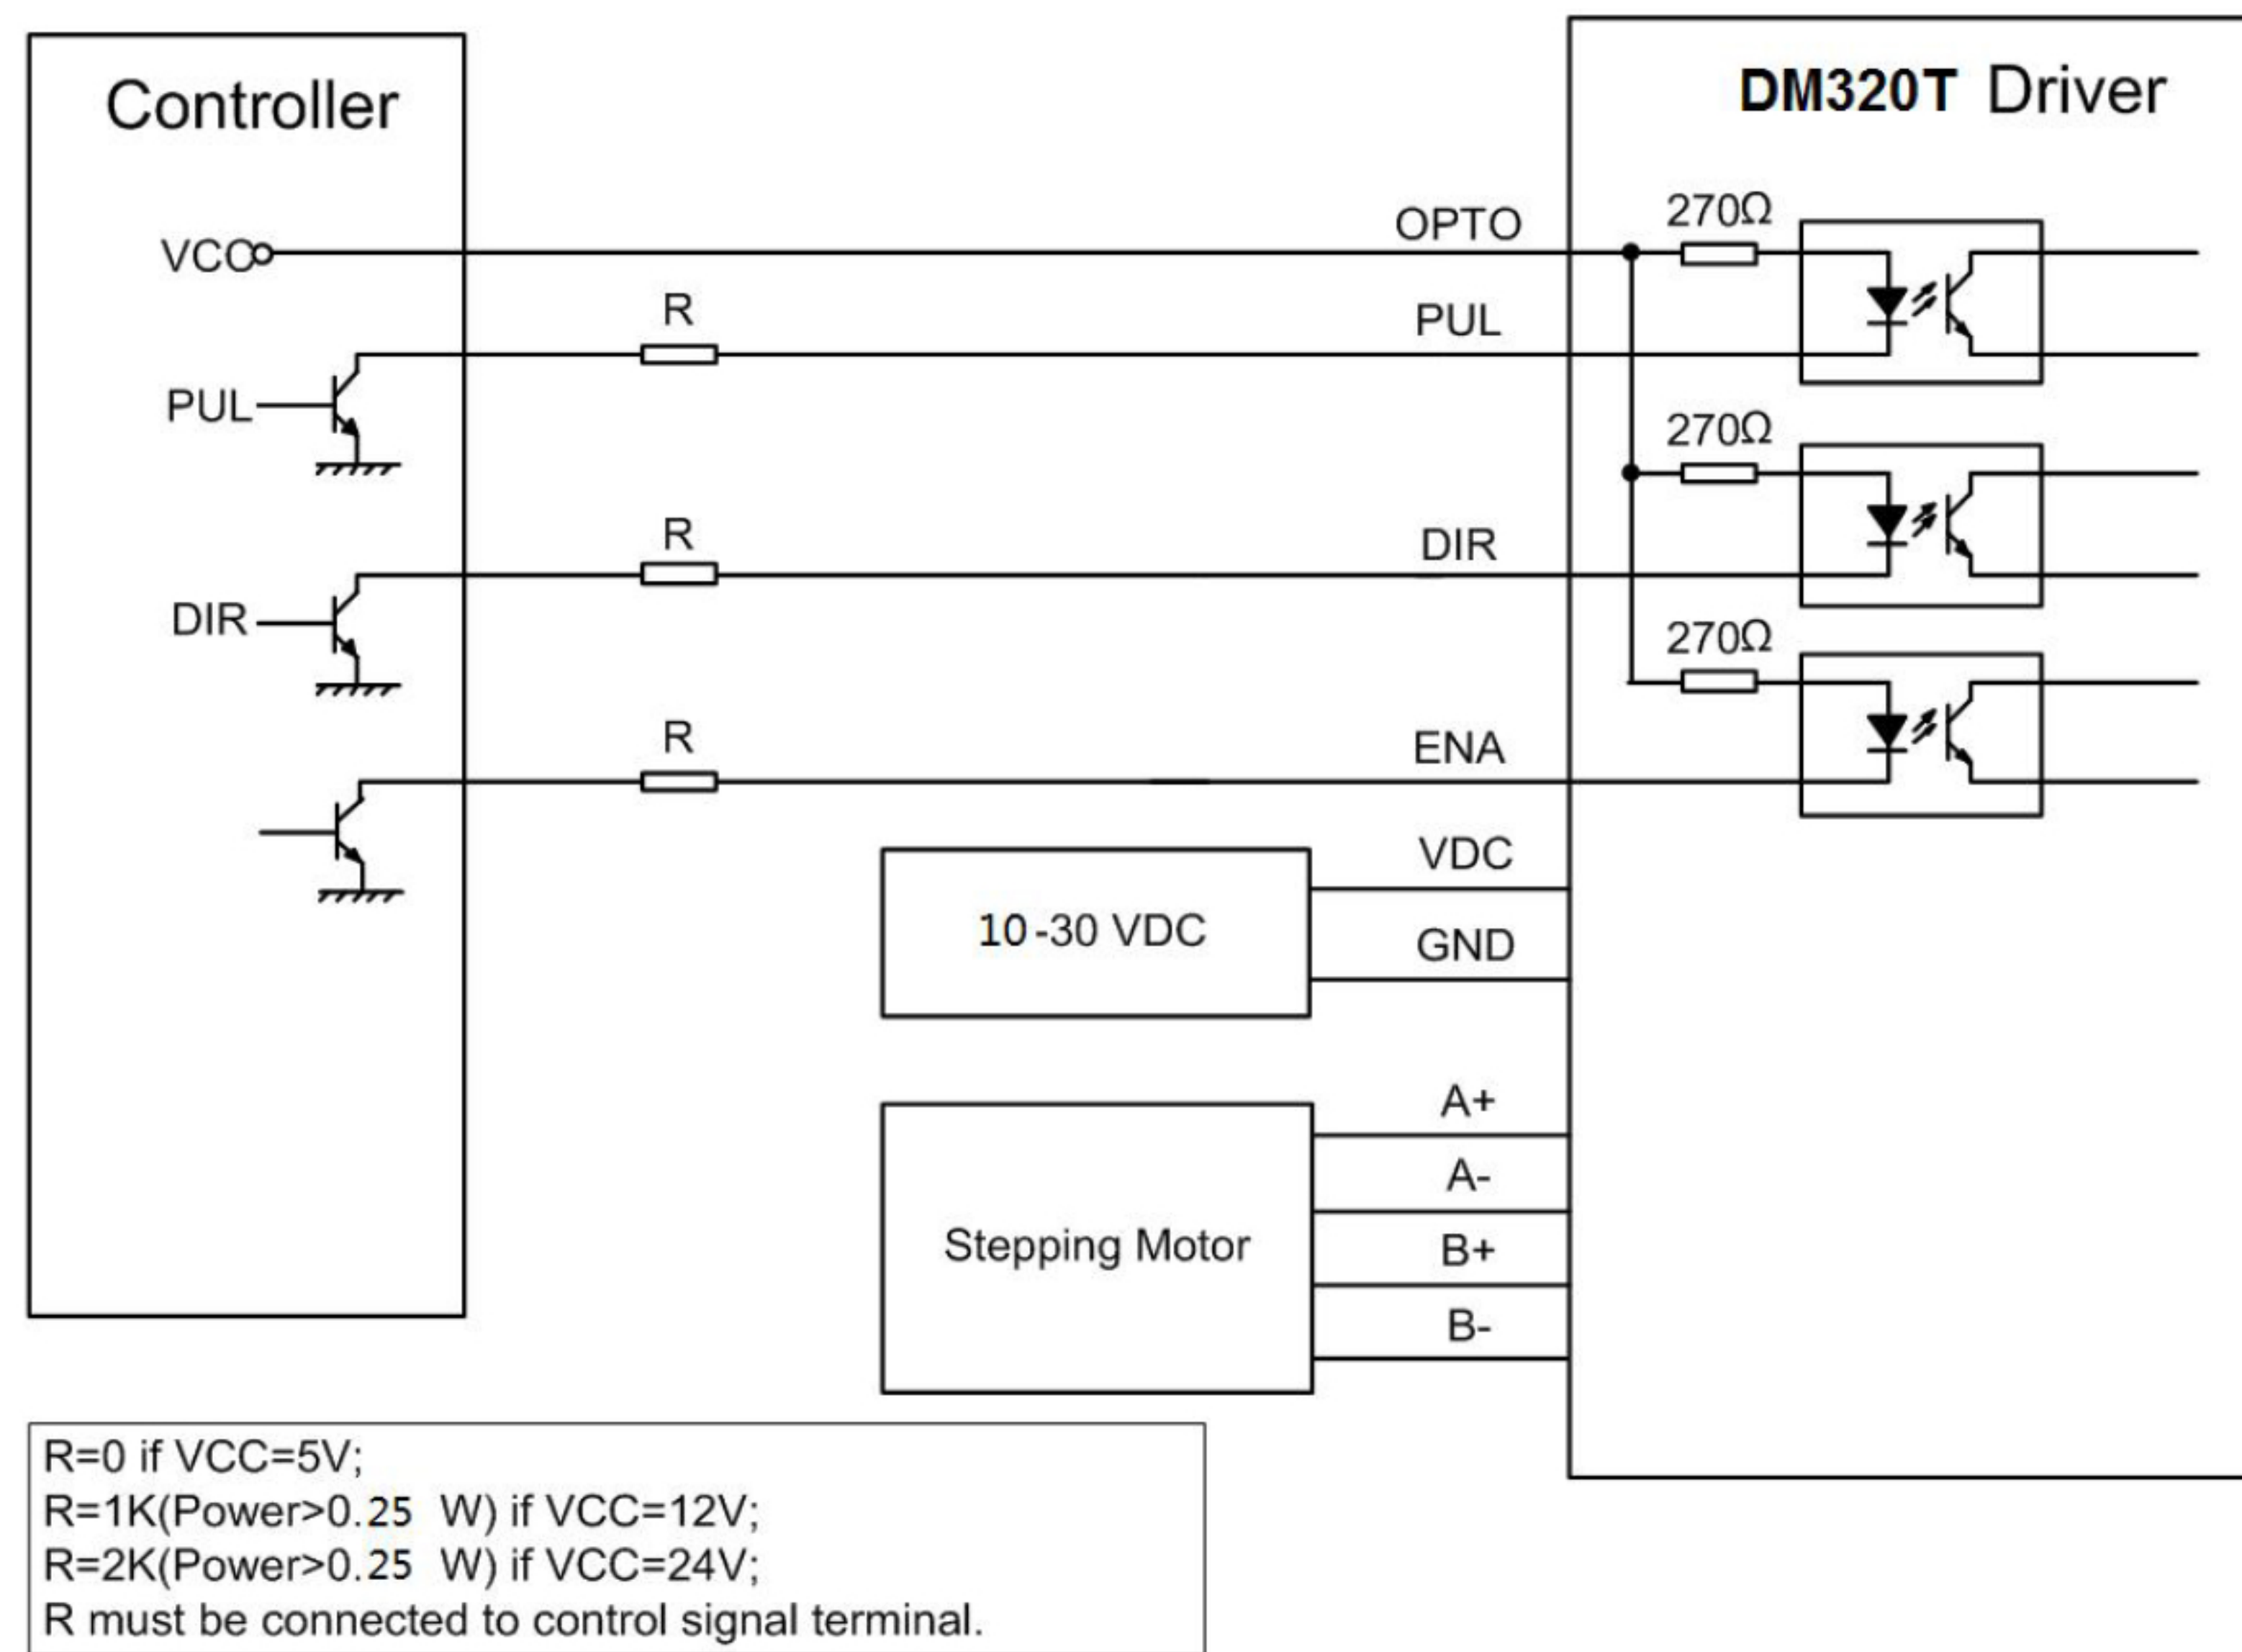 Controller
DM320T Driver
VCC
OPTO
270Ω
R
PUL
PUL
270Ω
R
DIR
DIR
270Ω
R
ENA
VDC
10-30 VDC
GND
A+
A-
Stepping Motor
B+
B-
R=0 if VCC=5V;
R=1K(Power>0.25 W) if VCC=12V;
R=2K(Power>0.25 W) if VCC=24V;
R must be connected to control signal terminal.